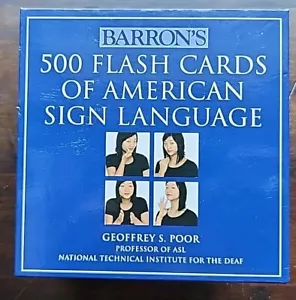 BARRON'S
500 FLASH CARDS
OF AMERICAN
SIGN LANGUAGE
GEOFFREY S. POOR
PROFESSOR OF ASL
NATIONAL TECHNICAL INSTITUTE FOR THE DEAF